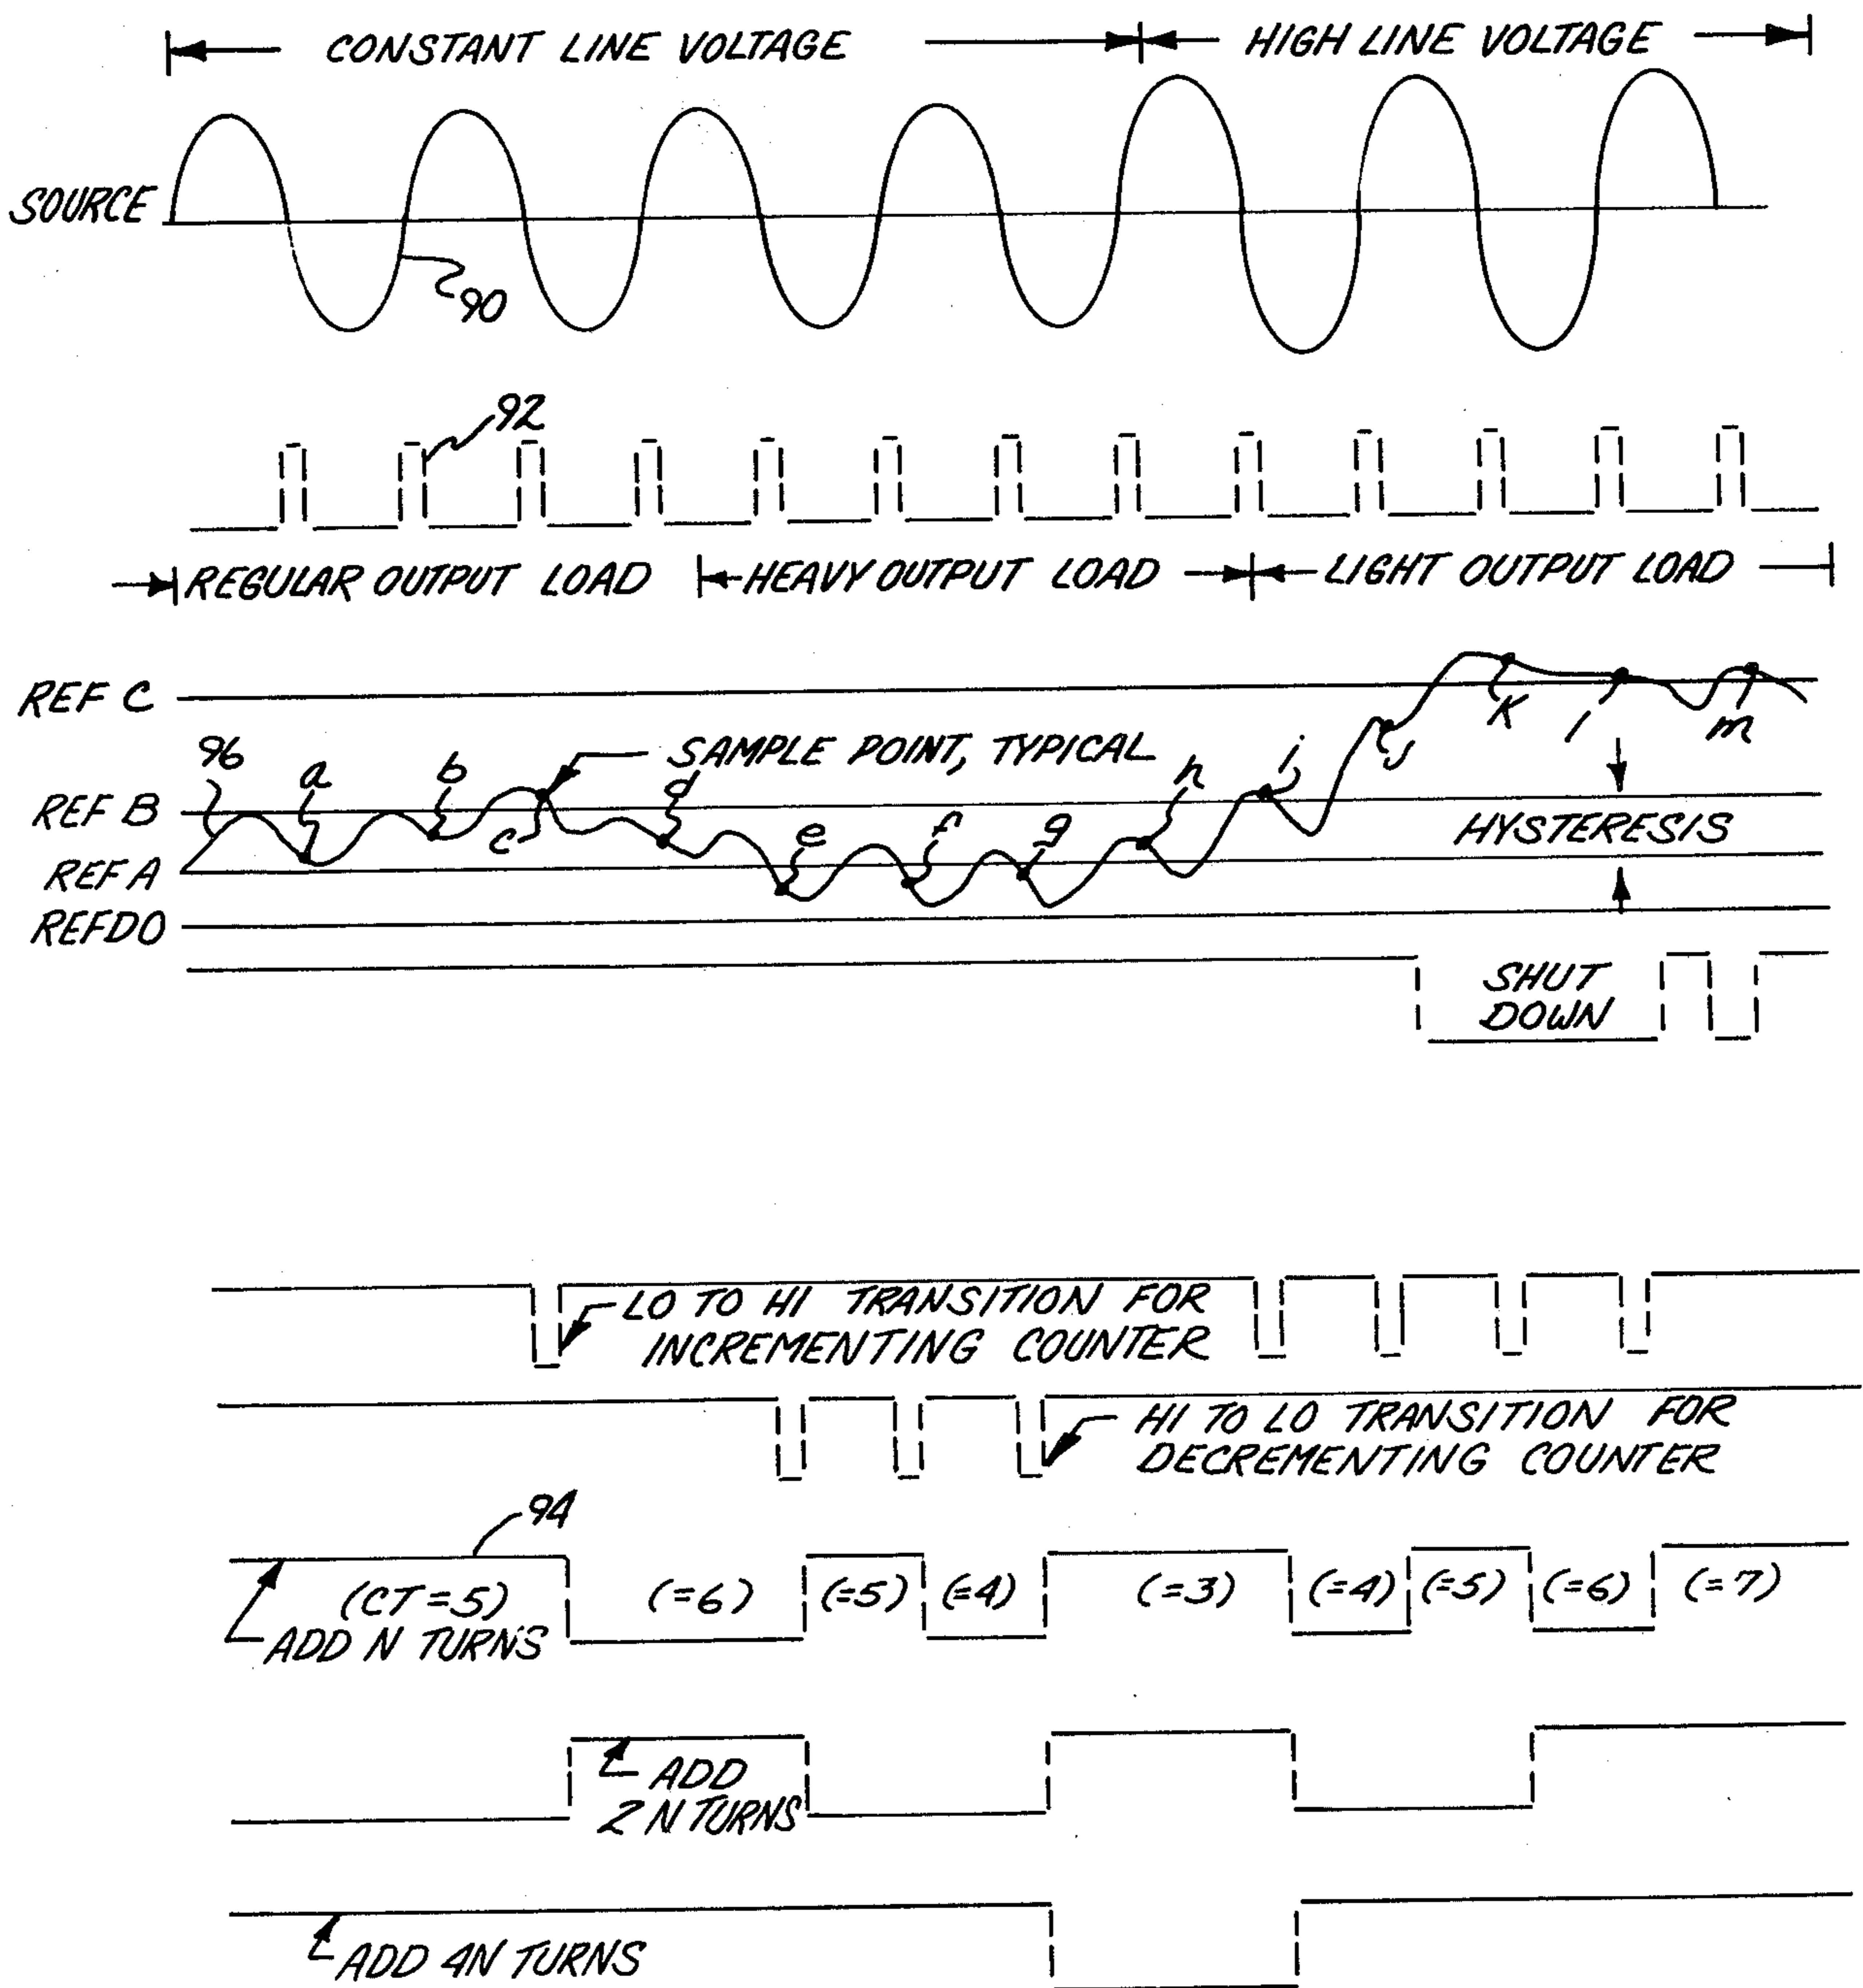 CONSTANT LINE VOLTAGE
HIGH LINE VOLTAGE
SOURCE
90
92
REGULAR OUTPUT LOAD
HEAVY OUTPUT LOAD
LIGHT OUTPUT LOAD
REF C
K
l
m
96
a
b
SAMPLE POINT, TYPICAL
d
h
i
j
REF B
c
e
f
g
HYSTERESIS
REF A
REFDO
SHUT
DOWN
LO TO HI TRANSITION FOR
INCREMENTING COUNTER
HI TO LO TRANSITION FOR
DECREMENTING COUNTER
94
(CT=5)
(=6)
(=5)
(=4)
(=3)
(=4)
(=5)
(=6)
(=7)
ADD N TURNS
ADD
2N TURNS
ADD 4N TURNS